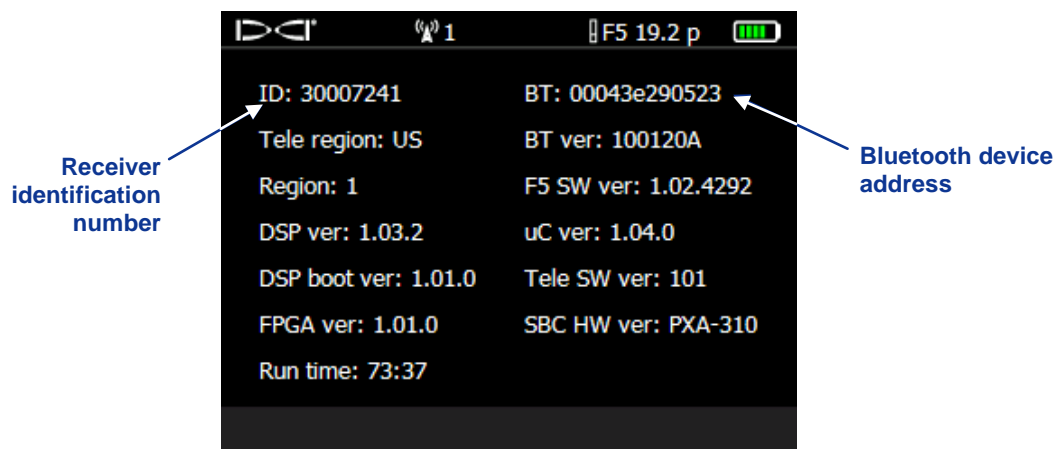 DCI 1 F5 19.2 p
ID: 30007241 BT: 00043e290523
Tele region: US BT ver: 100120A
Region: 1 F5 SW ver: 1.02.4292
DSP ver: 1.03.2 uC ver: 1.04.0
DSP boot ver: 1.01.0 Tele SW ver: 101
FPGA ver: 1.01.0 SBC HW ver: PXA-310
Run time: 73:37
Receiver
identification
number
Bluetooth device
address